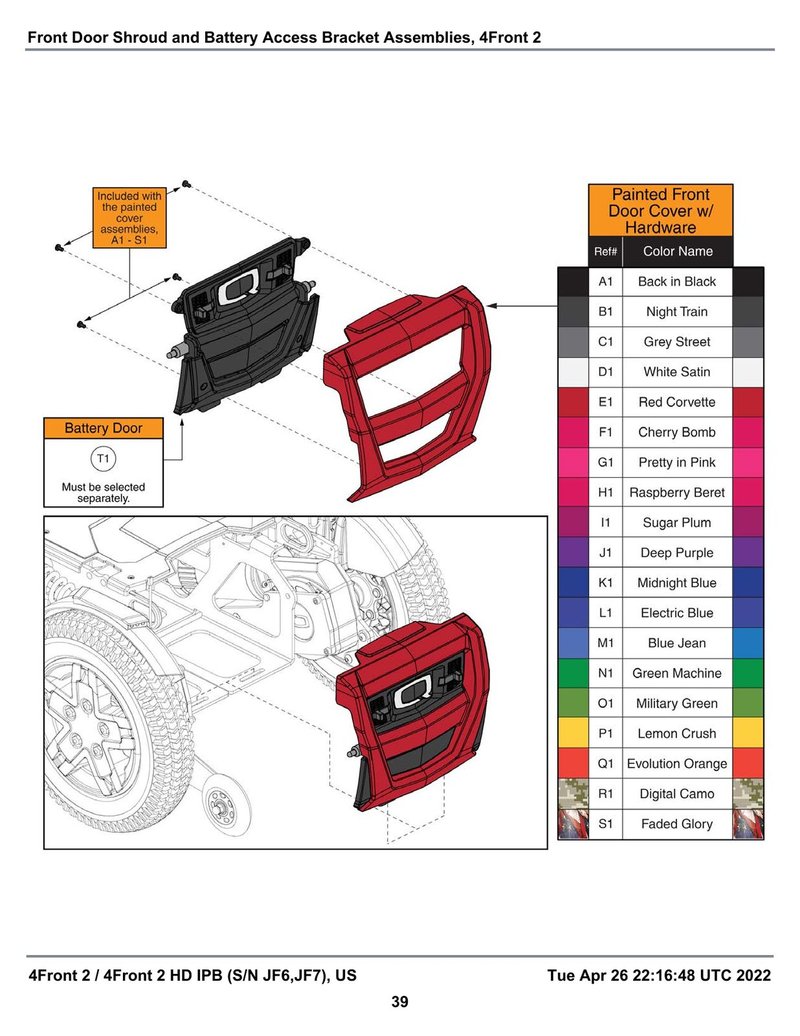 Front Door Shroud and Battery Access Bracket Assemblies, 4Front 2
Included with
the painted
cover
assemblies,
A1 - S1
Battery Door
T1
Must be selected
separately.
Painted Front
Door Cover w/
Hardware
Ref# Color Name
A1 Back in Black
B1 Night Train
C1 Grey Street
D1 White Satin
E1 Red Corvette
F1 Cherry Bomb
G1 Pretty in Pink
H1 Raspberry Beret
I1 Sugar Plum
J1 Deep Purple
K1 Midnight Blue
L1 Electric Blue
M1 Blue Jean
N1 Green Machine
O1 Military Green
P1 Lemon Crush
Q1 Evolution Orange
R1 Digital Camo
S1 Faded Glory
4Front 2 / 4Front 2 HD IPB (S/N JF6,JF7), US
Tue Apr 26 22:16:48 UTC 2022
39